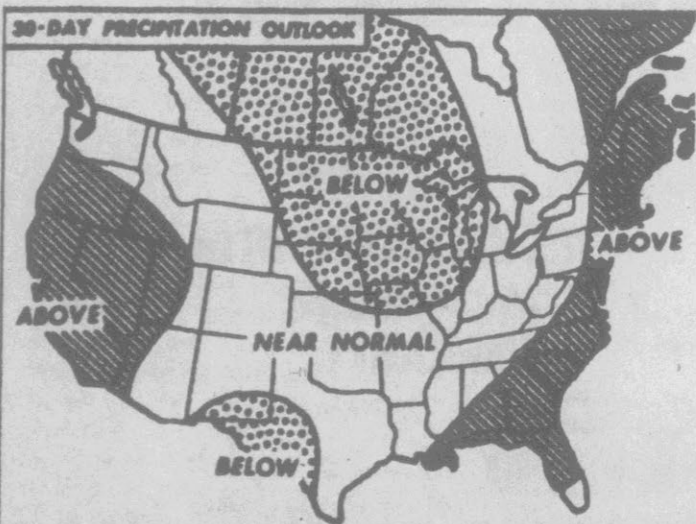 30-DAY PRECIPITATION OUTLOOK
BELOW
ABOVE
ABOVE
NEAR NORMAL
BELOW